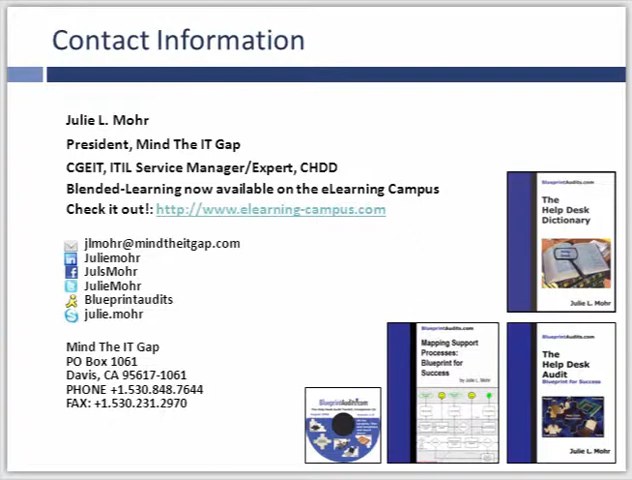 Contact Information
Julie L. Mohr
President, Mind The IT Gap
CGEIT, ITIL Service Manager/Expert, CHDD
Blended-Learning now available on the eLearning Campus
Check it out!: http://www.elearning-campus.com
jlmohr@mindtheitgap.com
Juliemohr
JulsMohr
JulieMohr
Blueprintaudits
julie.mohr
Mind The IT Gap
PO Box 1061
Davis, CA 95617-1061
PHONE +1.530.848.7644
FAX: +1.530.231.2970
BlueprintAudits.com
The
Help Desk
Dictionary
Julie L. Mohr
BlueprintAudits.com
Mapping Support
Processes:
Blueprint for
Success
by Julie L. Mohr
BlueprintAudits.com
The
Help Desk
Audit
Blueprint for Success
Julie L. Mohr
BlueprintAudits.com